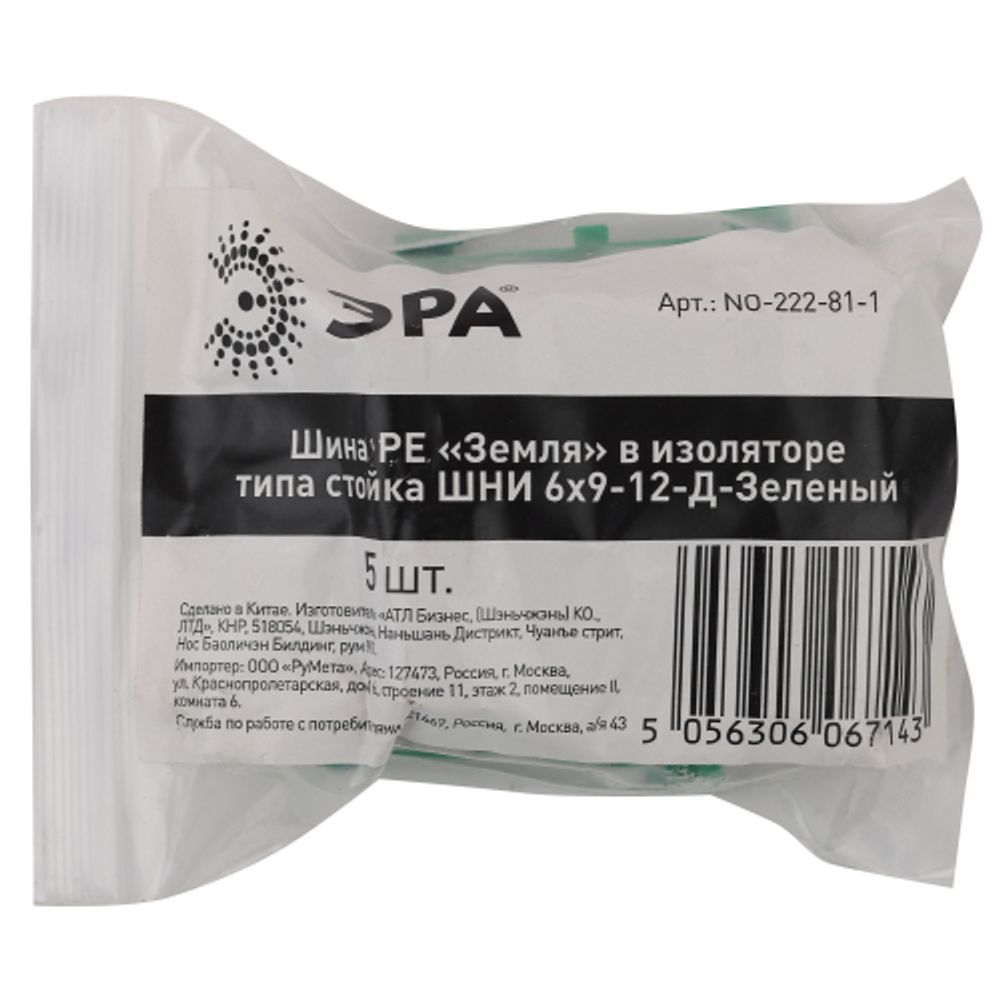 ЭРА®
Арт.: NO-222-81-1
Шина PE «Земля» в изоляторе
типа стойка ШНИ 6х9-12-Д-Зеленый
5 шт.
Сделано в Китае. Изготовитель «АТЛ Бизнес, (Шэньчжэнь) КО.,
ЛТД», КНР, 518054, Шэньчжэн, Наньшань Дистрикт, Чуанье стрит,
Нос Баоличэн Билдинг, рум
Импортер: ООО «РуМета». Адрес: 127473, Россия, г. Москва,
ул. Краснопролетарская, дом строение 11, этаж 2, помещение II,
комната 6.
Служба по работе с потребителями Россия, г. Москва, а/я 43
5 056306 067143